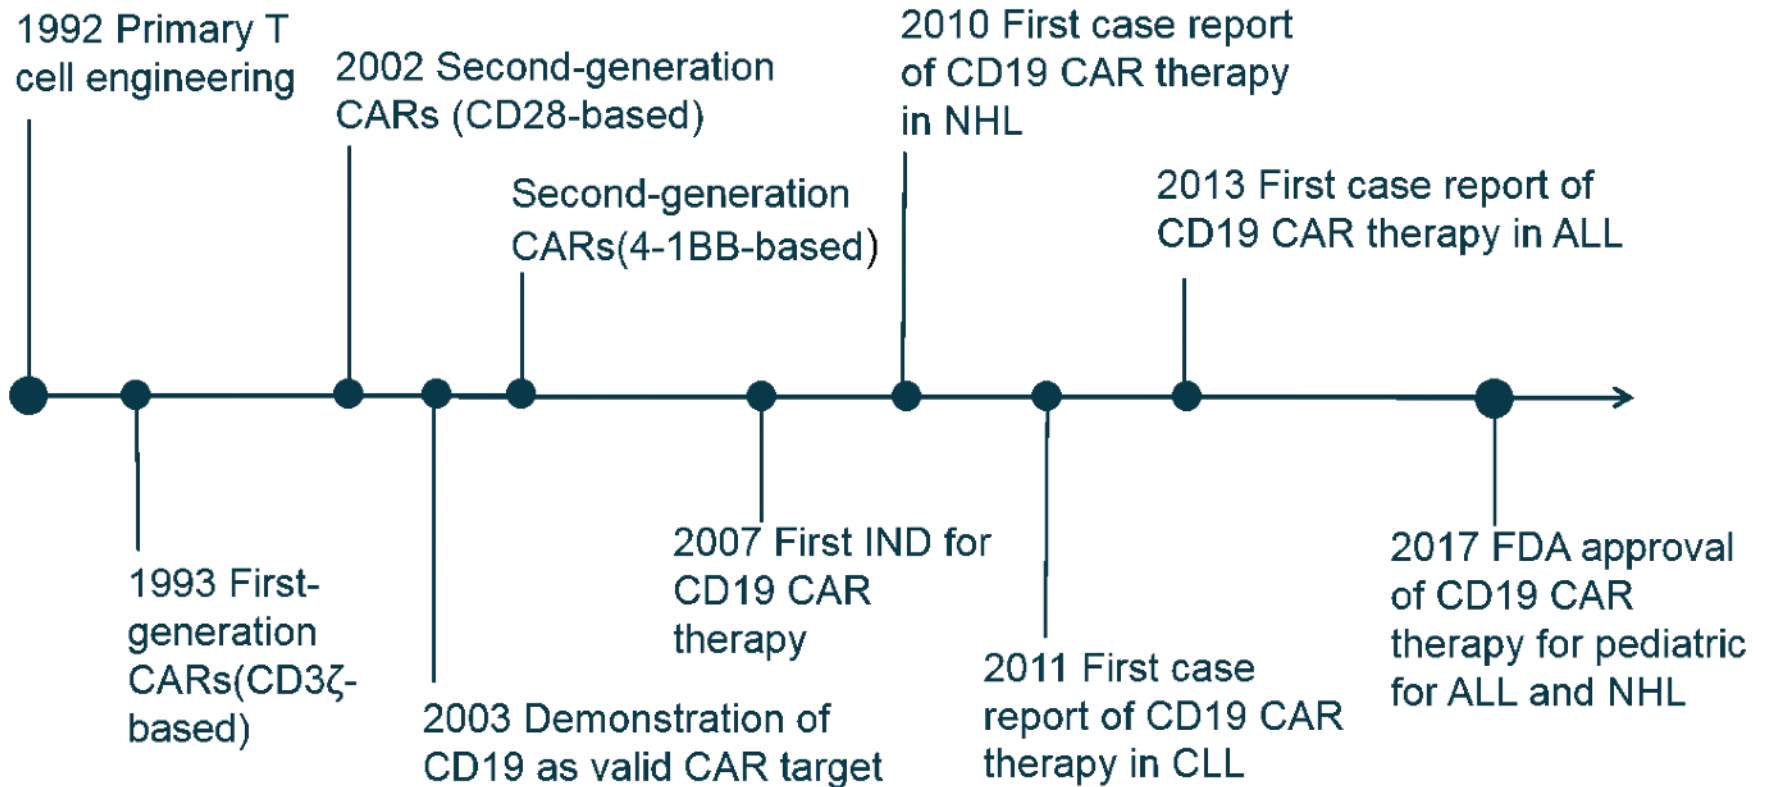 1992 Primary T
cell engineering
2002 Second-generation
CARs (CD28-based)
Second-generation
CARs(4-1BB-based)
2010 First case report
of CD19 CAR therapy
in NHL
2013 First case report of
CD19 CAR therapy in ALL
1993 First-
generation
CARs(CD3ζ-
based)
2003 Demonstration of
CD19 as valid CAR target
2007 First IND for
CD19 CAR
therapy
2011 First case
report of CD19 CAR
therapy in CLL
2017 FDA approval
of CD19 CAR
therapy for pediatric
for ALL and NHL